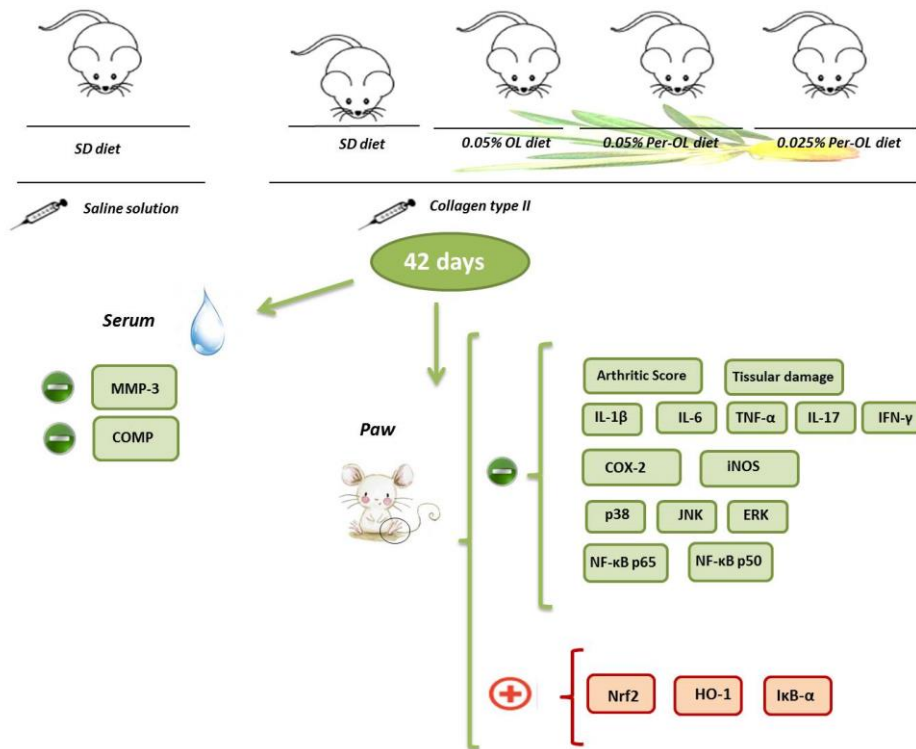 SD diet
SD diet
0.05% OL diet
0.05% Per-OL diet
0.025% Per-OL diet
Saline solution
Collagen type II
42 days
Serum
MMP-3
COMP
Paw
Arthritic Score
Tissular damage
IL-1β
IL-6
TNF-α
IL-17
IFN-γ
COX-2
iNOS
p38
JNK
ERK
NF-κB p65
NF-κB p50
Nrf2
HO-1
IκB-α